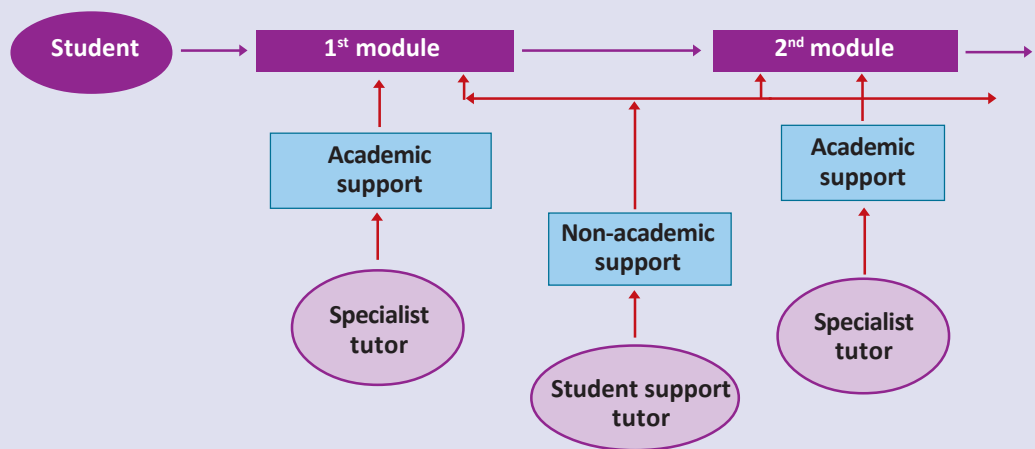 Student
1st module
2nd module
Academic
support
Academic
support
Non-academic
support
Specialist
tutor
Specialist
tutor
Student support
tutor